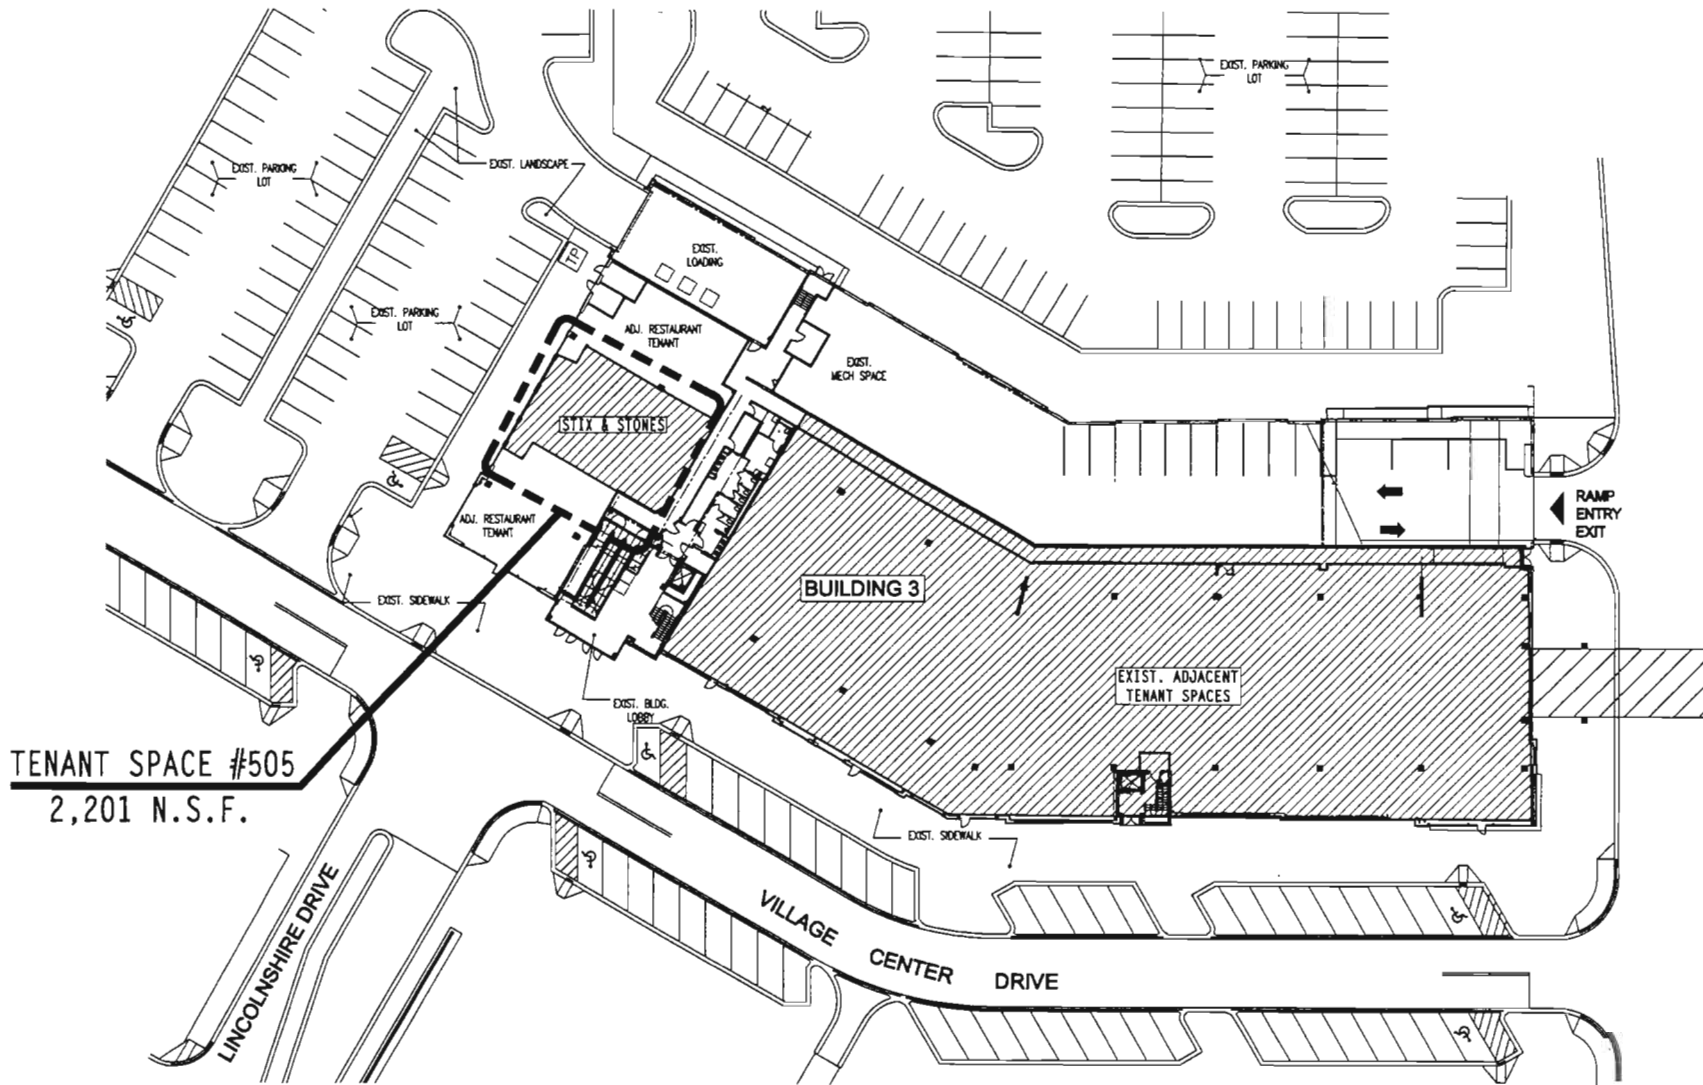 EXIST. PARKING
LOT
EXIST. LANDSCAPE
EXIST. PARKING
LOT
TP
EXIST.
LOADING
EXIST. PARKING
LOT
ADJ. RESTAURANT
TENANT
EXIST.
MECH SPACE
STIX & STONES
ADJ. RESTAURANT
TENANT
RAMP
ENTRY
EXIT
BUILDING 3
EXIST. SIDEWALK
EXIST. ADJACENT
TENANT SPACES
EXIST. BLDG.
LOBBY
TENANT SPACE #505
2,201 N.S.F.
EXIST. SIDEWALK
LINCOLNSHIRE DRIVE
VILLAGE CENTER DRIVE